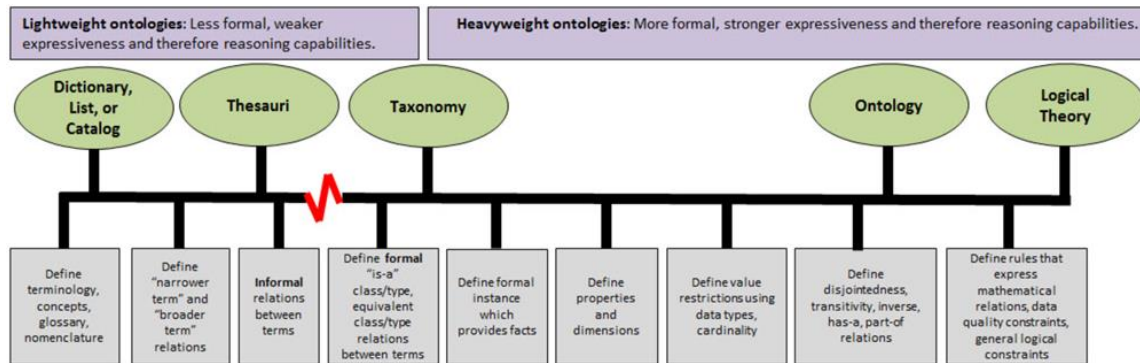 Lightweight ontologies: Less formal, weaker
expressiveness and therefore reasoning capabilities.
Heavyweight ontologies: More formal, stronger expressiveness and therefore reasoning capabilities.
Dictionary,
List, or
Catalog
Thesauri
Taxonomy
Ontology
Logical
Theory
Define
terminology,
concepts,
glossary,
nomenclature
Define
"narrower
term" and
"broader
term"
relations
Informal
relations
between
terms
Define formal
"is-a"
class/type,
equivalent
class/type
relations
between terms
Define formal
instance
which
provides facts
Define
properties
and
dimensions
Define value
restrictions using
data types,
cardinality
Define
disjointedness,
transitivity, inverse,
has-a, part-of
relations
Define rules that
express
mathematical
relations, data
quality constraints,
general logical
constraints